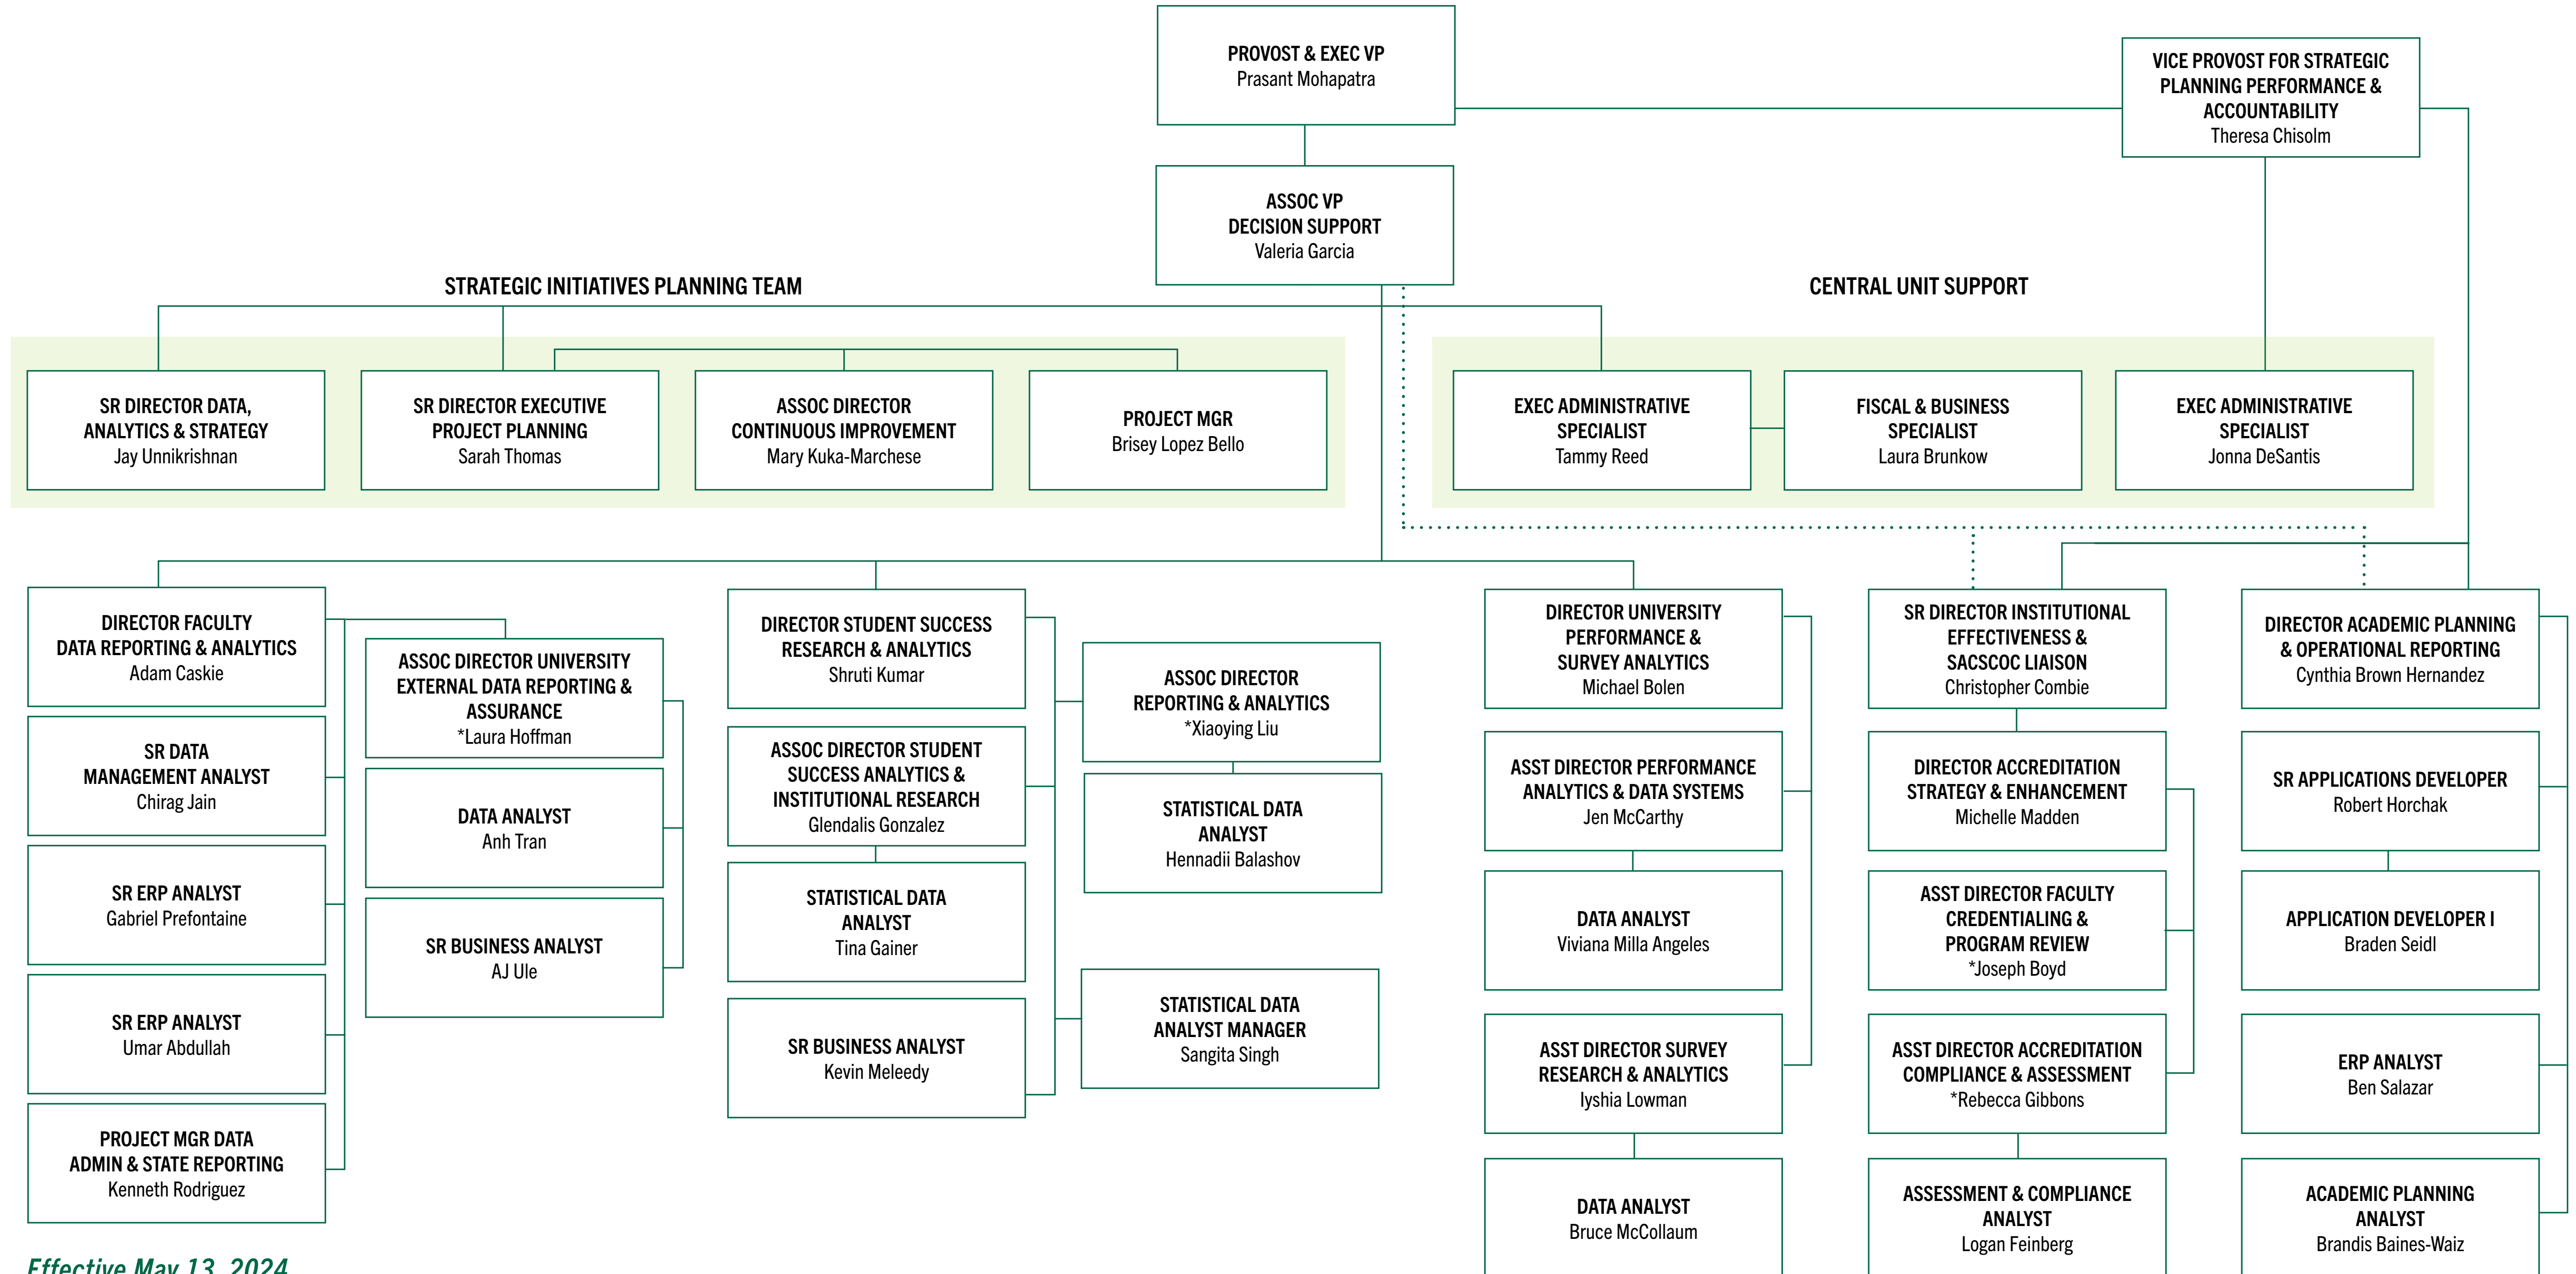 PROVOST & EXEC VP
Prasant Mohapatra
VICE PROVOST FOR STRATEGIC
PLANNING PERFORMANCE &
ACCOUNTABILITY
Theresa Chisolm
ASSOC VP
DECISION SUPPORT
Valeria Garcia
STRATEGIC INITIATIVES PLANNING TEAM
CENTRAL UNIT SUPPORT
SR DIRECTOR DATA,
ANALYTICS & STRATEGY
Jay Unnikrishnan
SR DIRECTOR EXECUTIVE
PROJECT PLANNING
Sarah Thomas
ASSOC DIRECTOR
CONTINUOUS IMPROVEMENT
Mary Kuka-Marchese
PROJECT MGR
Brisey Lopez Bello
EXEC ADMINISTRATIVE
SPECIALIST
Tammy Reed
FISCAL & BUSINESS
SPECIALIST
Laura Brunkow
EXEC ADMINISTRATIVE
SPECIALIST
Jonna DeSantis
DIRECTOR FACULTY
DATA REPORTING & ANALYTICS
Adam Caskie
SR DATA
MANAGEMENT ANALYST
Chirag Jain
SR ERP ANALYST
Gabriel Prefontaine
SR ERP ANALYST
Umar Abdullah
PROJECT MGR DATA
ADMIN & STATE REPORTING
Kenneth Rodriguez
ASSOC DIRECTOR UNIVERSITY
EXTERNAL DATA REPORTING &
ASSURANCE
*Laura Hoffman
DATA ANALYST
Anh Tran
SR BUSINESS ANALYST
AJ Ule
DIRECTOR STUDENT SUCCESS
RESEARCH & ANALYTICS
Shruti Kumar
ASSOC DIRECTOR STUDENT
SUCCESS ANALYTICS &
INSTITUTIONAL RESEARCH
Glendalis Gonzalez
STATISTICAL DATA
ANALYST
Tina Gainer
SR BUSINESS ANALYST
Kevin Meleedy
ASSOC DIRECTOR
REPORTING & ANALYTICS
*Xiaoying Liu
STATISTICAL DATA
ANALYST
Hennadii Balashov
STATISTICAL DATA
ANALYST MANAGER
Sangita Singh
DIRECTOR UNIVERSITY
PERFORMANCE &
SURVEY ANALYTICS
Michael Bolen
ASST DIRECTOR PERFORMANCE
ANALYTICS & DATA SYSTEMS
Jen McCarthy
DATA ANALYST
Viviana Milla Angeles
ASST DIRECTOR SURVEY
RESEARCH & ANALYTICS
Iyshia Lowman
DATA ANALYST
Bruce McCollaum
SR DIRECTOR INSTITUTIONAL
EFFECTIVENESS &
SACSCOC LIAISON
Christopher Combie
DIRECTOR ACCREDITATION
STRATEGY & ENHANCEMENT
Michelle Madden
ASST DIRECTOR FACULTY
CREDENTIALING &
PROGRAM REVIEW
*Joseph Boyd
ASST DIRECTOR ACCREDITATION
COMPLIANCE & ASSESSMENT
*Rebecca Gibbons
ASSESSMENT & COMPLIANCE
ANALYST
Logan Feinberg
DIRECTOR ACADEMIC PLANNING
& OPERATIONAL REPORTING
Cynthia Brown Hernandez
SR APPLICATIONS DEVELOPER
Robert Horchak
APPLICATION DEVELOPER I
Braden Seidl
ERP ANALYST
Ben Salazar
ACADEMIC PLANNING
ANALYST
Brandis Baines-Waiz
Effective May 13, 2024